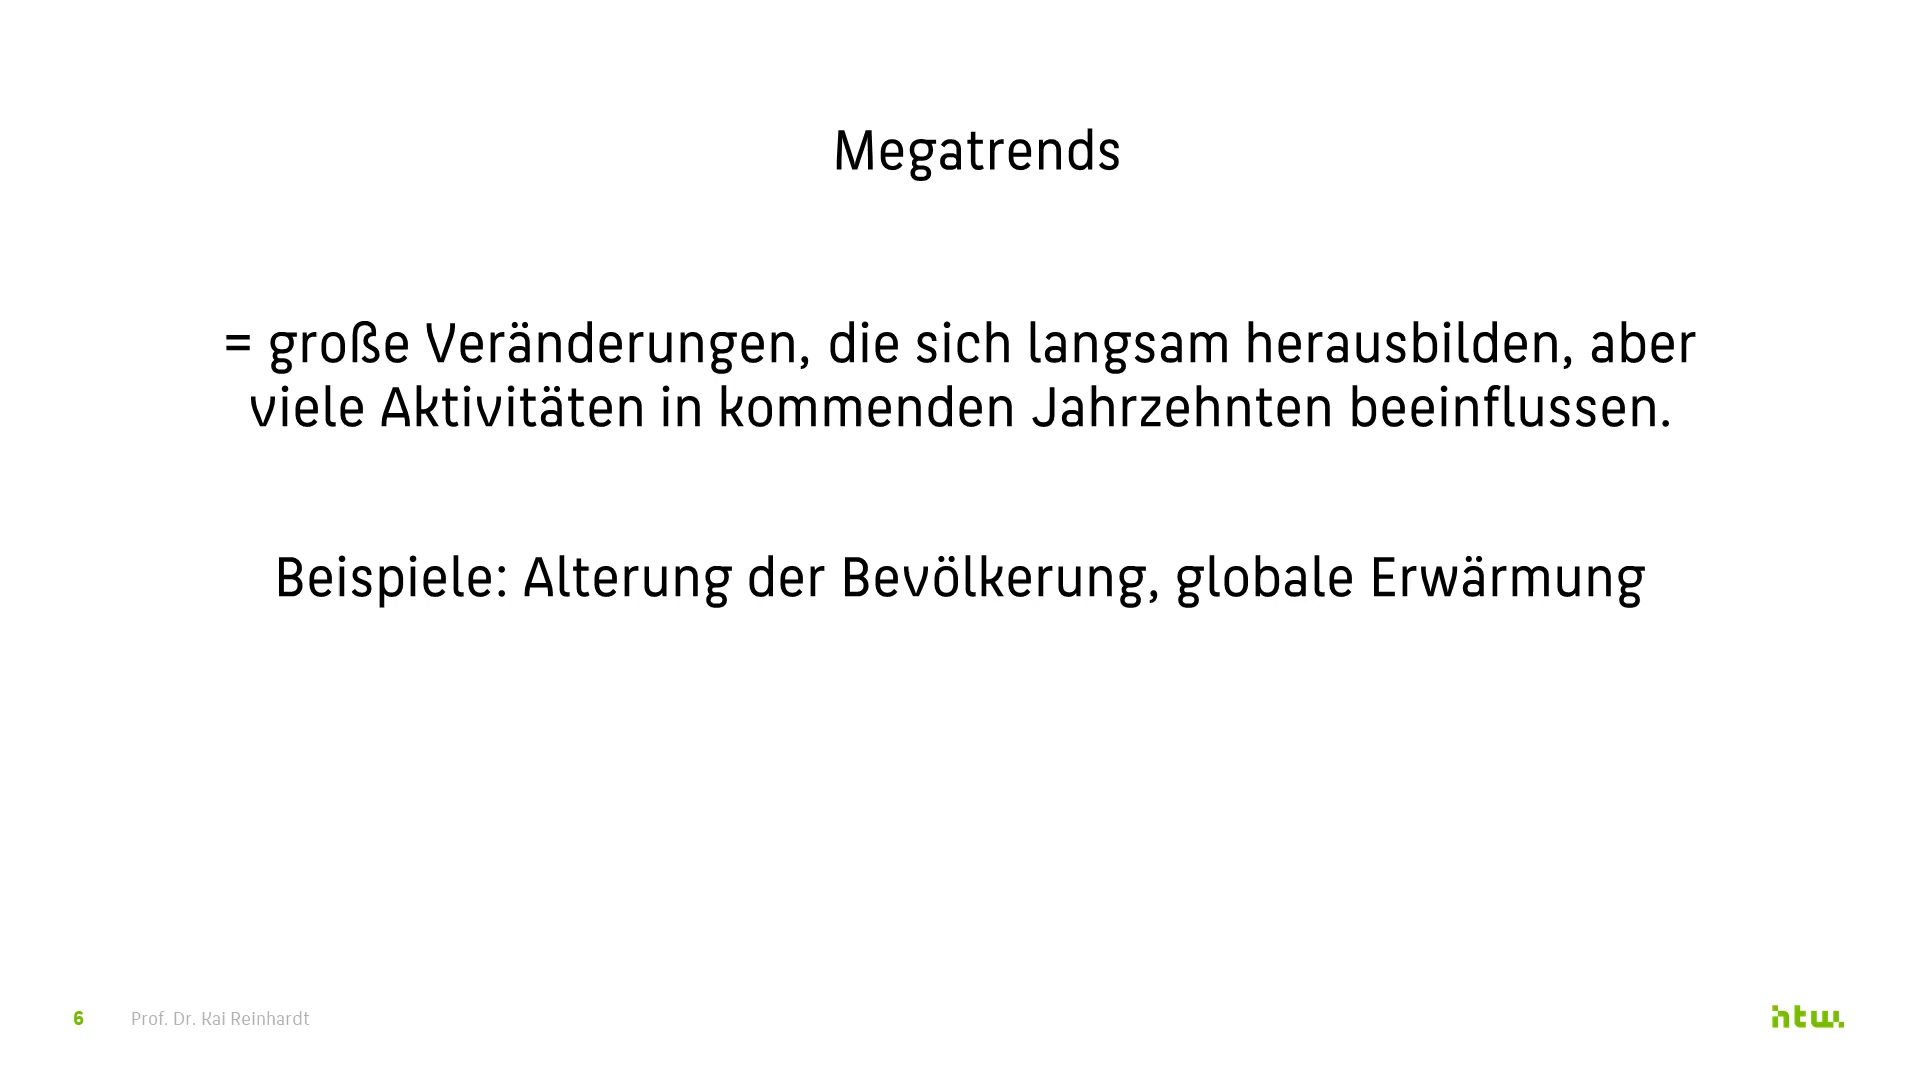 Megatrends
= große Veränderungen, die sich langsam herausbilden, aber
viele Aktivitäten in kommenden Jahrzehnten beeinflussen.
Beispiele: Alterung der Bevölkerung, globale Erwärmung
6 Prof. Dr. Kai Reinhardt
htw.